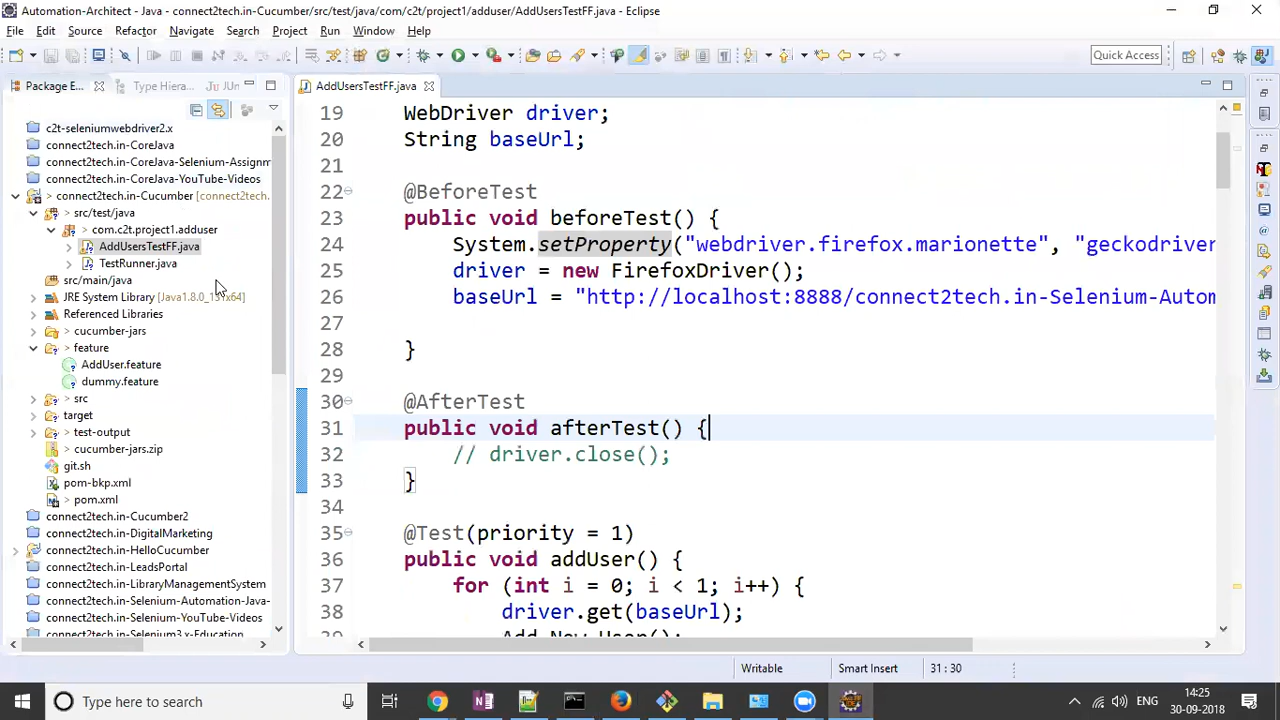 Automation-Architect - Java - connect2tech.in-Cucumber/src/test/java/com/c2t/project1/adduser/AddUsersTestFF.java - Eclipse
File Edit Source Refactor Navigate Search Project Run Window Help
Quick Access
Package E... Type Hierar... Ju JUn
AddUsersTestFF.java
c2t-seleniumwebdriver2.x
connect2tech.in-CoreJava
connect2tech.in-CoreJava-Selenium-Assignm
connect2tech.in-CoreJava-YouTube-Videos
> connect2tech.in-Cucumber [connect2tech.
> src/test/java
> com.c2t.project1.adduser
AddUsersTestFF.java
TestRunner.java
src/main/java
JRE System Library
Referenced Libraries
> cucumber-jars
> feature
AddUser.feature
dummy.feature
> src
target
> test-output
> cucumber-jars.zip
git.sh
pom-bkp.xml
> pom.xml
connect2tech.in-Cucumber2
connect2tech.in-DigitalMarketing
connect2tech.in-HelloCucumber
connect2tech.in-LeadsPortal
connect2tech.in-LibraryManagementSystem
connect2tech.in-Selenium-Automation-Java-
connect2tech.in-Selenium-YouTube-Videos
connect2tech.in-Selenium3.x-Education
19 WebDriver driver;
20 String baseUrl;
21
22 @BeforeTest
23 public void beforeTest() {
24 System.setProperty("webdriver.firefox.marionette", "geckodriver
25 driver = new FirefoxDriver();
26 baseUrl = "http://localhost:8888/connect2tech.in-Selenium-Autom
27
28 }
29
30 @AfterTest
31 public void afterTest() {
32 // driver.close();
33 }
34
35 @Test(priority = 1)
36 public void addUser() {
37 for (int i = 0; i < 1; i++) {
38 driver.get(baseUrl);
39 Add_New_User();
Writable Smart Insert 31 : 30
Type here to search
ENG
14:25
30-09-2018